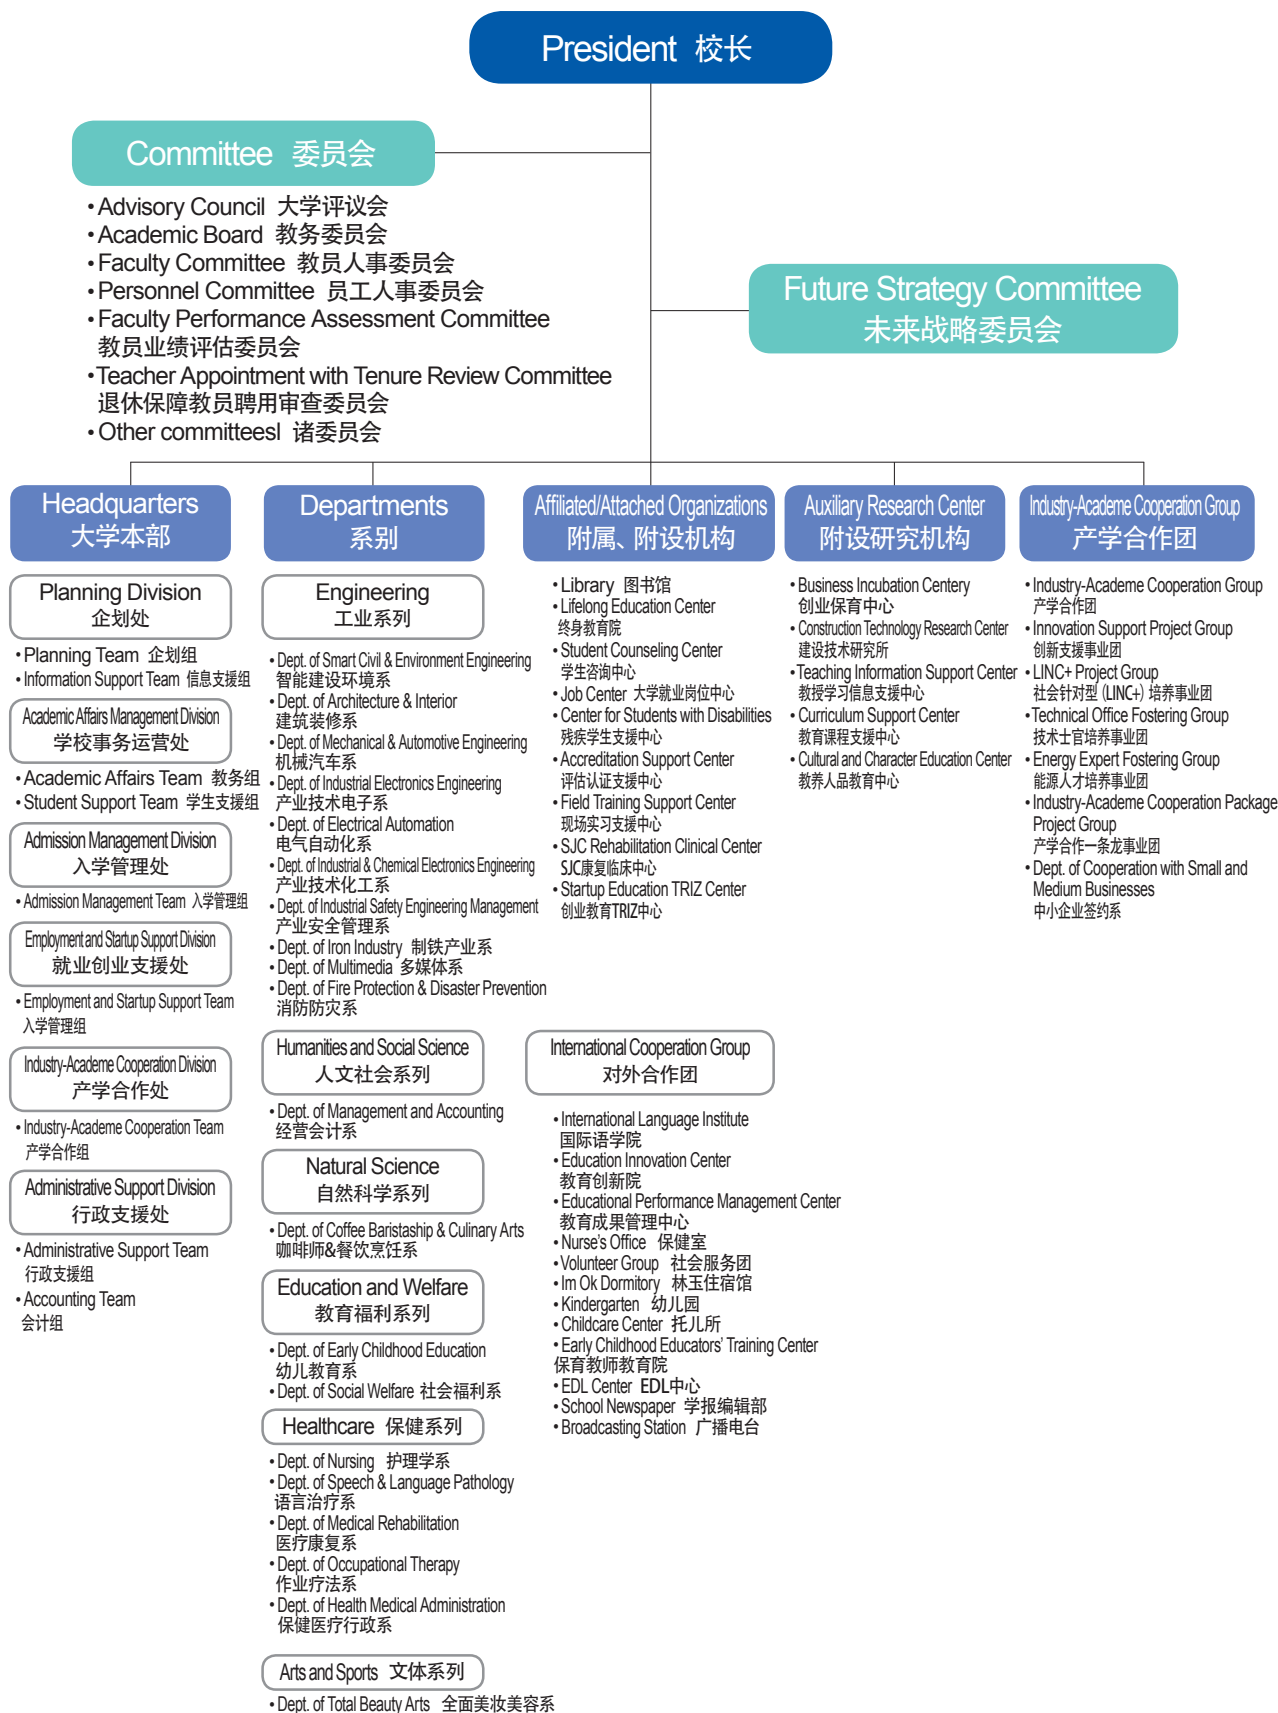 President 校长
Committee 委员会
• Advisory Council 大学评议会
• Academic Board 教务委员会
• Faculty Committee 教员人事委员会
• Personnel Committee 员工人事委员会
• Faculty Performance Assessment Committee
教员业绩评估委员会
• Teacher Appointment with Tenure Review Committee
退休保障教员聘用审查委员会
• Other committeesl 诸委员会
Future Strategy Committee
未来战略委员会
Headquarters
大学本部
Planning Division
企划处
• Planning Team 企划组
• Information Support Team 信息支援组
Academic Affairs Management Division
学校事务运营处
• Academic Affairs Team 教务组
• Student Support Team 学生支援组
Admission Management Division
入学管理处
• Admission Management Team 入学管理组
Employment and Startup Support Division
就业创业支援处
• Employment and Startup Support Team
入学管理组
Industry-Academe Cooperation Division
产学合作处
• Industry-Academe Cooperation Team
产学合作组
Administrative Support Division
行政支援处
• Administrative Support Team
行政支援组
• Accounting Team
会计组
Departments
系别
Engineering
工业系列
• Dept. of Smart Civil & Environment Engineering
智能建设环境系
• Dept. of Architecture & Interior
建筑装修系
• Dept. of Mechanical & Automotive Engineering
机械汽车系
• Dept. of Industrial Electronics Engineering
产业技术电子系
• Dept. of Electrical Automation
电气自动化系
• Dept. of Industrial & Chemical Electronics Engineering
产业技术化工系
• Dept. of Industrial Safety Engineering Management
产业安全管理系
• Dept. of Iron Industry 制铁产业系
• Dept. of Multimedia 多媒体系
• Dept. of Fire Protection & Disaster Prevention
消防防灾系
Humanities and Social Science
人文社会系列
• Dept. of Management and Accounting
经营会计系
Natural Science
自然科学系列
• Dept. of Coffee Baristaship & Culinary Arts
咖啡师&餐饮烹饪系
Education and Welfare
教育福利系列
• Dept. of Early Childhood Education
幼儿教育系
• Dept. of Social Welfare 社会福利系
Healthcare 保健系列
• Dept. of Nursing 护理学系
• Dept. of Speech & Language Pathology
语言治疗系
• Dept. of Medical Rehabilitation
医疗康复系
• Dept. of Occupational Therapy
作业疗法系
• Dept. of Health Medical Administration
保健医疗行政系
Arts and Sports 文体系列
• Dept. of Total Beauty Arts 全面美妆美容系
Affiliated/Attached Organizations
附属、附设机构
• Library 图书馆
• Lifelong Education Center
终身教育院
• Student Counseling Center
学生咨询中心
• Job Center 大学就业岗位中心
• Center for Students with Disabilities
残疾学生支援中心
• Accreditation Support Center
评估认证支援中心
• Field Training Support Center
现场实习支援中心
• SJC Rehabilitation Clinical Center
SJC康复临床中心
• Startup Education TRIZ Center
创业教育TRIZ中心
International Cooperation Group
对外合作团
• International Language Institute
国际语学院
• Education Innovation Center
教育创新院
• Educational Performance Management Center
教育成果管理中心
• Nurse's Office 保健室
• Volunteer Group 社会服务团
• Im Ok Dormitory 林玉住宿馆
• Kindergarten 幼儿园
• Childcare Center 托儿所
• Early Childhood Educators' Training Center
保育教师教育院
• EDL Center EDL中心
• School Newspaper 学报编辑部
• Broadcasting Station 广播电台
Auxiliary Research Center
附设研究机构
• Business Incubation Centery
创业保育中心
• Construction Technology Research Center
建设技术研究所
• Teaching Information Support Center
教授学习信息支援中心
• Curriculum Support Center
教育课程支援中心
• Cultural and Character Education Center
教养人品教育中心
Industry-Academe Cooperation Group
产学合作团
• Industry-Academe Cooperation Group
产学合作团
• Innovation Support Project Group
创新支援事业团
• LINC+ Project Group
社会针对型（LINC+）培养事业团
• Technical Office Fostering Group
技术士官培养事业团
• Energy Expert Fostering Group
能源人才培养事业团
• Industry-Academe Cooperation Package
Project Group
产学合作一条龙事业团
• Dept. of Cooperation with Small and
Medium Businesses
中小企业签约系